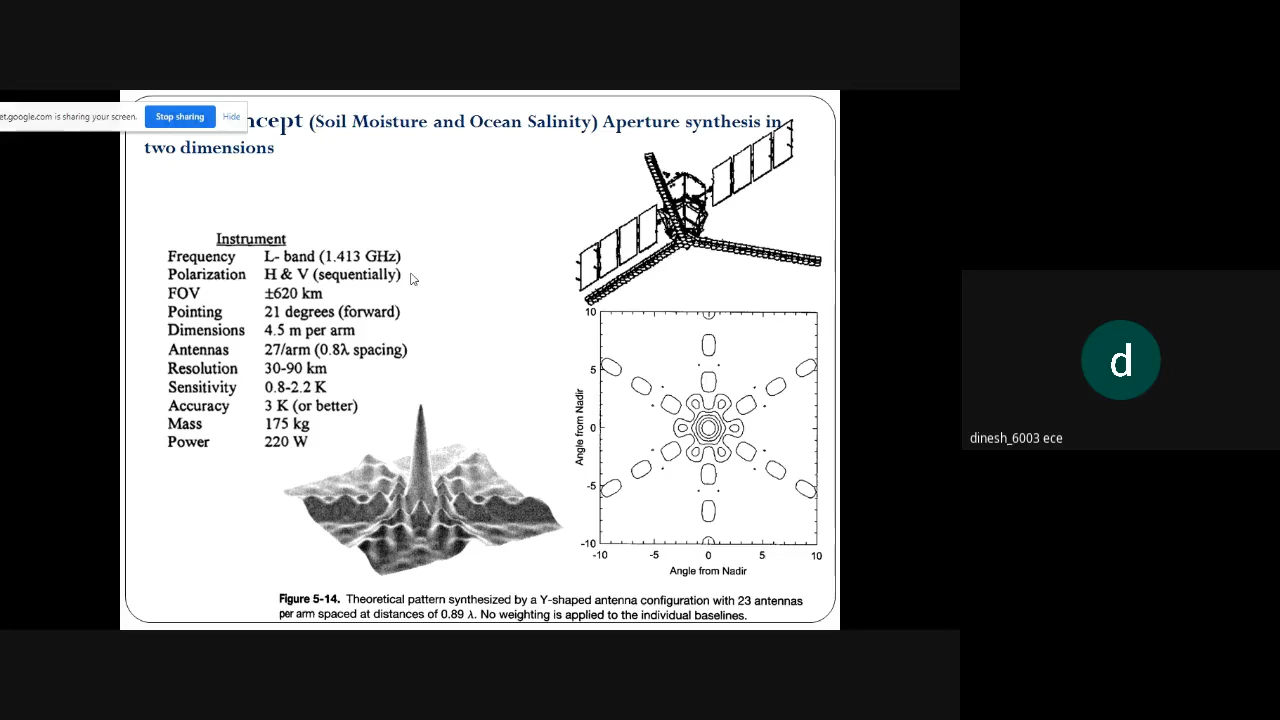 et.google.com is sharing your screen. Stop sharing Hide
ncept (Soil Moisture and Ocean Salinity) Aperture synthesis in
two dimensions
Instrument
Frequency L- band (1.413 GHz)
Polarization H & V (sequentially)
FOV ±620 km
Pointing 21 degrees (forward)
Dimensions 4.5 m per arm
Antennas 27/arm (0.8λ spacing)
Resolution 30-90 km
Sensitivity 0.8-2.2 K
Accuracy 3 K (or better)
Mass 175 kg
Power 220 W
10
5
0
-5
-10
Angle from Nadir
-10 -5 0 5 10
Angle from Nadir
Figure 5-14. Theoretical pattern synthesized by a Y-shaped antenna configuration with 23 antennas
per arm spaced at distances of 0.89 λ. No weighting is applied to the individual baselines.
d
dinesh_6003 ece